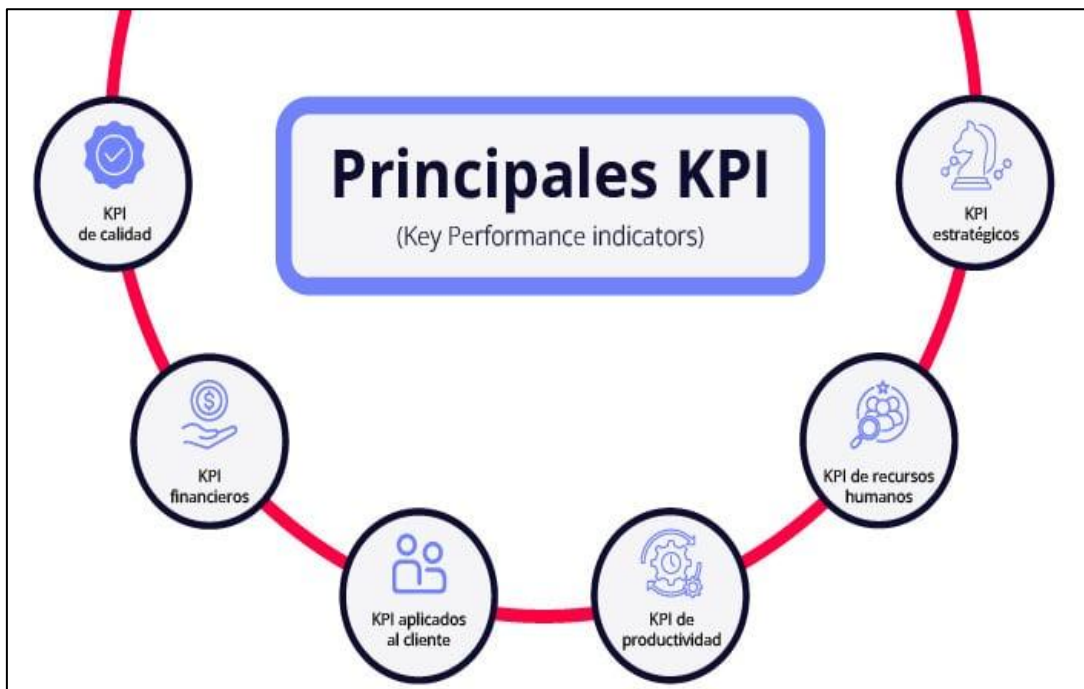 Principales KPI
(Key Performance indicators)
KPI
de calidad
KPI
financieros
KPI aplicados
al cliente
KPI de
productividad
KPI de recursos
humanos
KPI
estratégicos